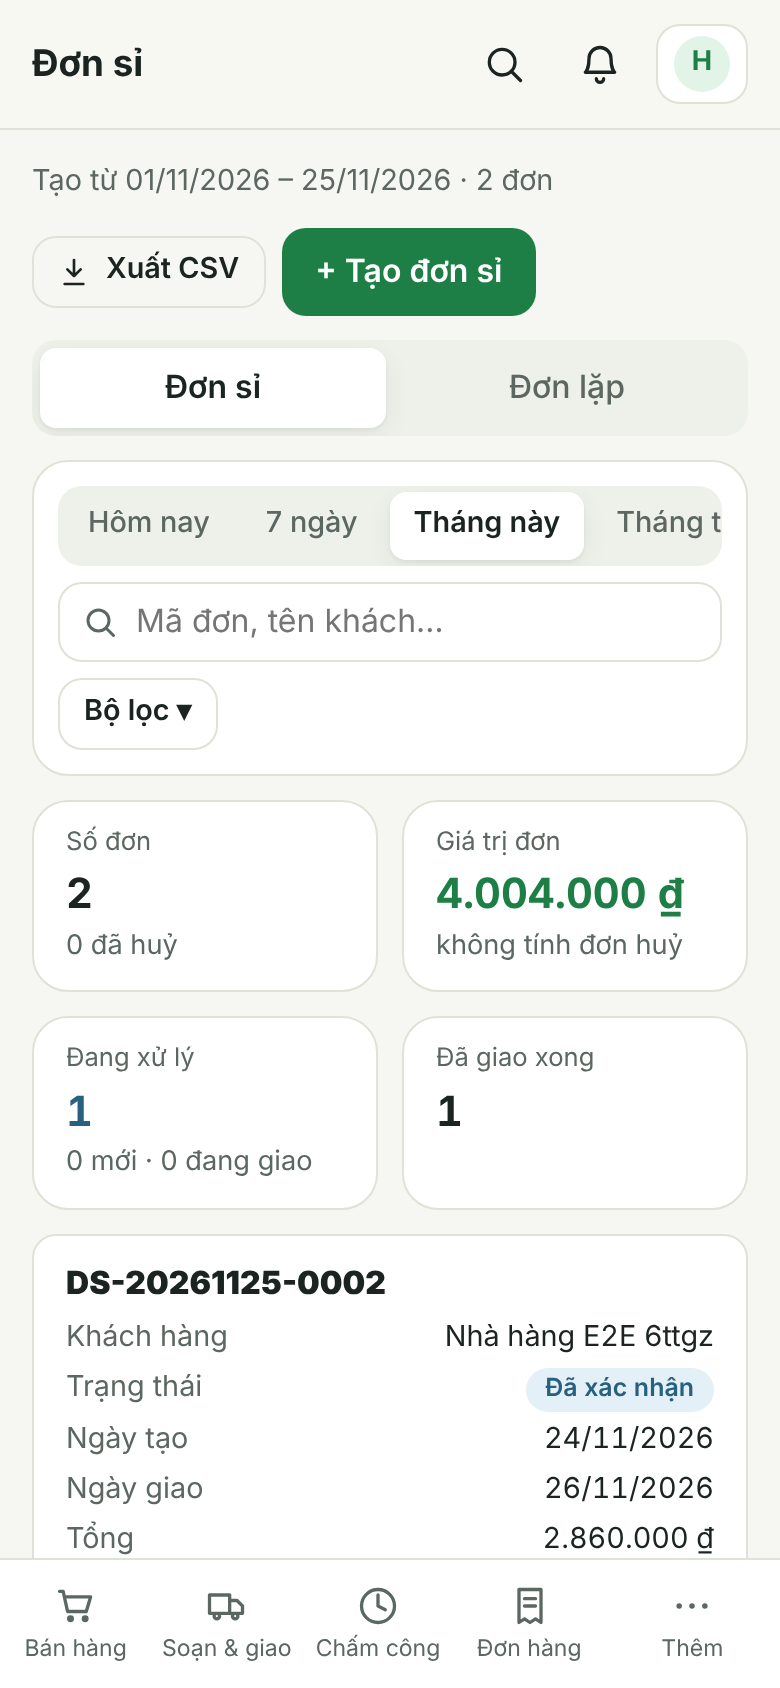 Đơn sỉ
H
Tạo từ 01/11/2026 – 25/11/2026 · 2 đơn
Xuất CSV
+ Tạo đơn sỉ
Đơn sỉ
Đơn lặp
Hôm nay
7 ngày
Tháng này
Tháng t
Mã đơn, tên khách...
Bộ lọc ▾
Số đơn
2
0 đã huỷ
Giá trị đơn
4.004.000 ₫
không tính đơn huỷ
Đang xử lý
1
0 mới · 0 đang giao
Đã giao xong
1
DS-20261125-0002
Khách hàng Nhà hàng E2E 6ttgz
Trạng thái Đã xác nhận
Ngày tạo 24/11/2026
Ngày giao 26/11/2026
Tổng 2.860.000 ₫
Bán hàng
Soạn & giao
Chấm công
Đơn hàng
Thêm